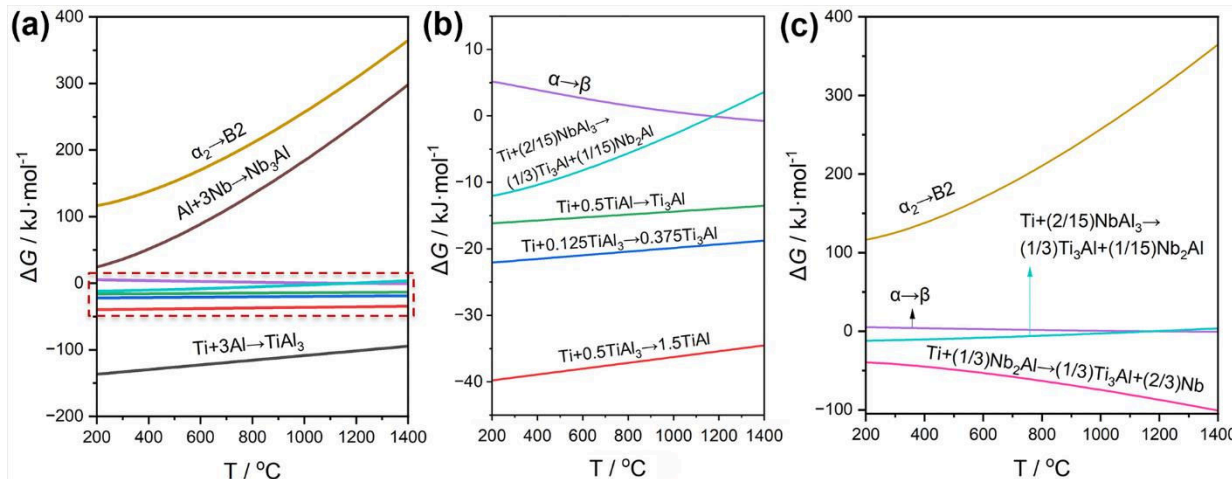 (a)
400
300
200
100
0
−100
−200
ΔG / kJ·mol⁻¹
α₂→B2
Al+3Nb→Nb₃Al
Ti+3Al→TiAl₃
200 400 600 800 1000 1200 1400
T / °C
(b)
10
0
−10
−20
−30
−40
ΔG / kJ·mol⁻¹
α→β
Ti+(2/15)NbAl₃→
(1/3)Ti₃Al+(1/15)Nb₂Al
Ti+0.5TiAl→Ti₃Al
Ti+0.125TiAl₃→0.375Ti₃Al
Ti+0.5TiAl₃→1.5TiAl
200 400 600 800 1000 1200 1400
T / °C
(c)
400
300
200
100
0
−100
ΔG / kJ·mol⁻¹
α₂→B2
Ti+(2/15)NbAl₃→
(1/3)Ti₃Al+(1/15)Nb₂Al
α→β
Ti+(1/3)Nb₂Al→(1/3)Ti₃Al+(2/3)Nb
200 400 600 800 1000 1200 1400
T / °C